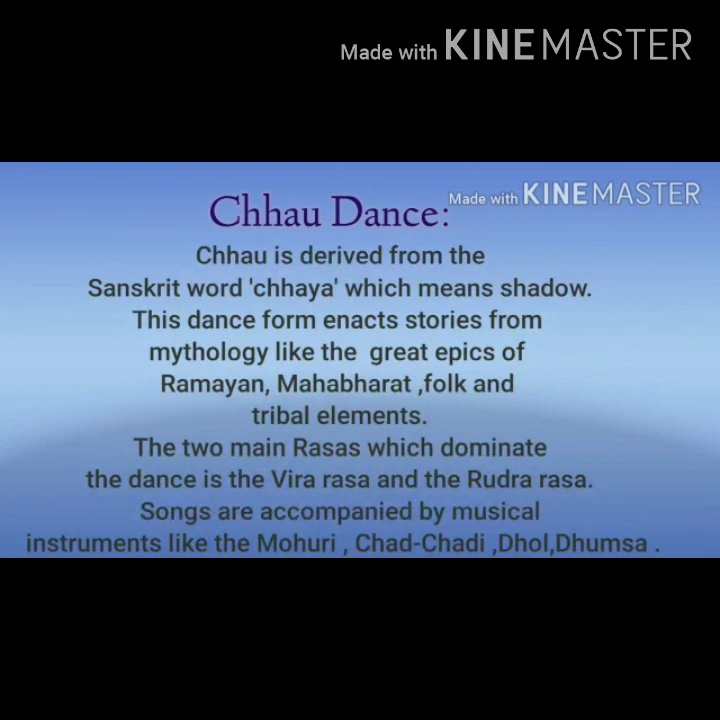 Made with KINEMASTER
Made with KINEMASTER
Chhau Dance:
Chhau is derived from the
Sanskrit word 'chhaya' which means shadow.
This dance form enacts stories from
mythology like the great epics of
Ramayan, Mahabharat ,folk and
tribal elements.
The two main Rasas which dominate
the dance is the Vira rasa and the Rudra rasa.
Songs are accompanied by musical
instruments like the Mohuri , Chad-Chadi ,Dhol,Dhumsa .